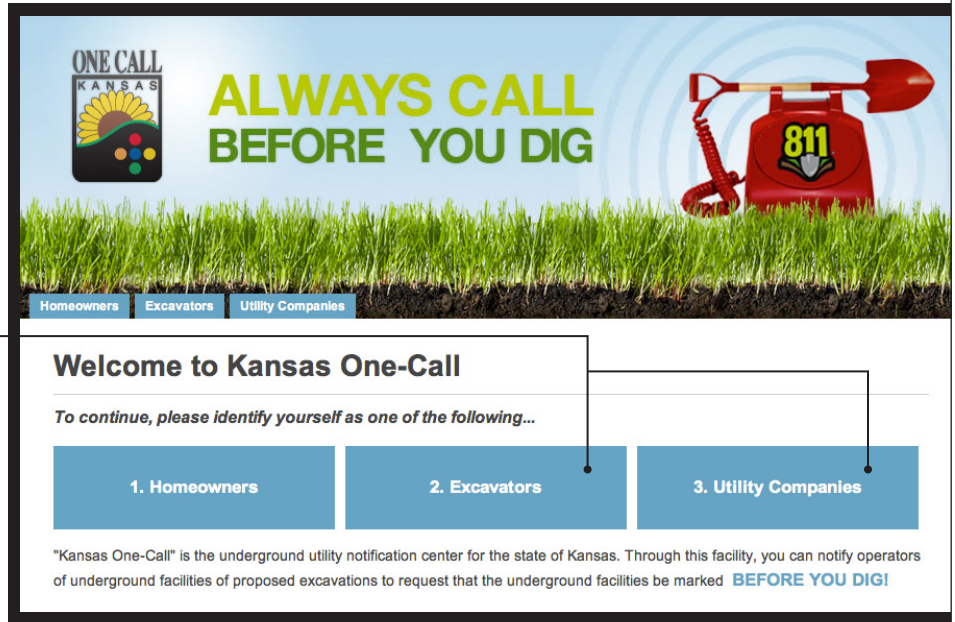 ONE CALL
KANSAS
ALWAYS CALL
BEFORE YOU DIG
811
Homeowners Excavators Utility Companies
Welcome to Kansas One-Call
To continue, please identify yourself as one of the following...
1. Homeowners 2. Excavators 3. Utility Companies
"Kansas One-Call" is the underground utility notification center for the state of Kansas. Through this facility, you can notify operators
of underground facilities of proposed excavations to request that the underground facilities be marked BEFORE YOU DIG!